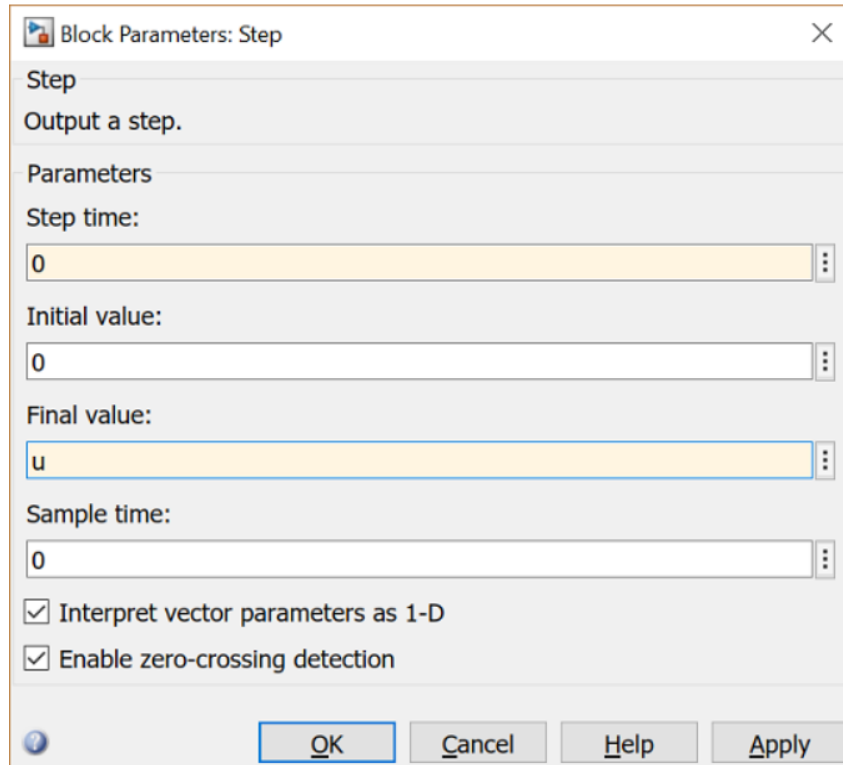 Block Parameters: Step
Step
Output a step.
Parameters
Step time:
0
Initial value:
0
Final value:
u
Sample time:
0
Interpret vector parameters as 1-D
Enable zero-crossing detection
OK Cancel Help Apply